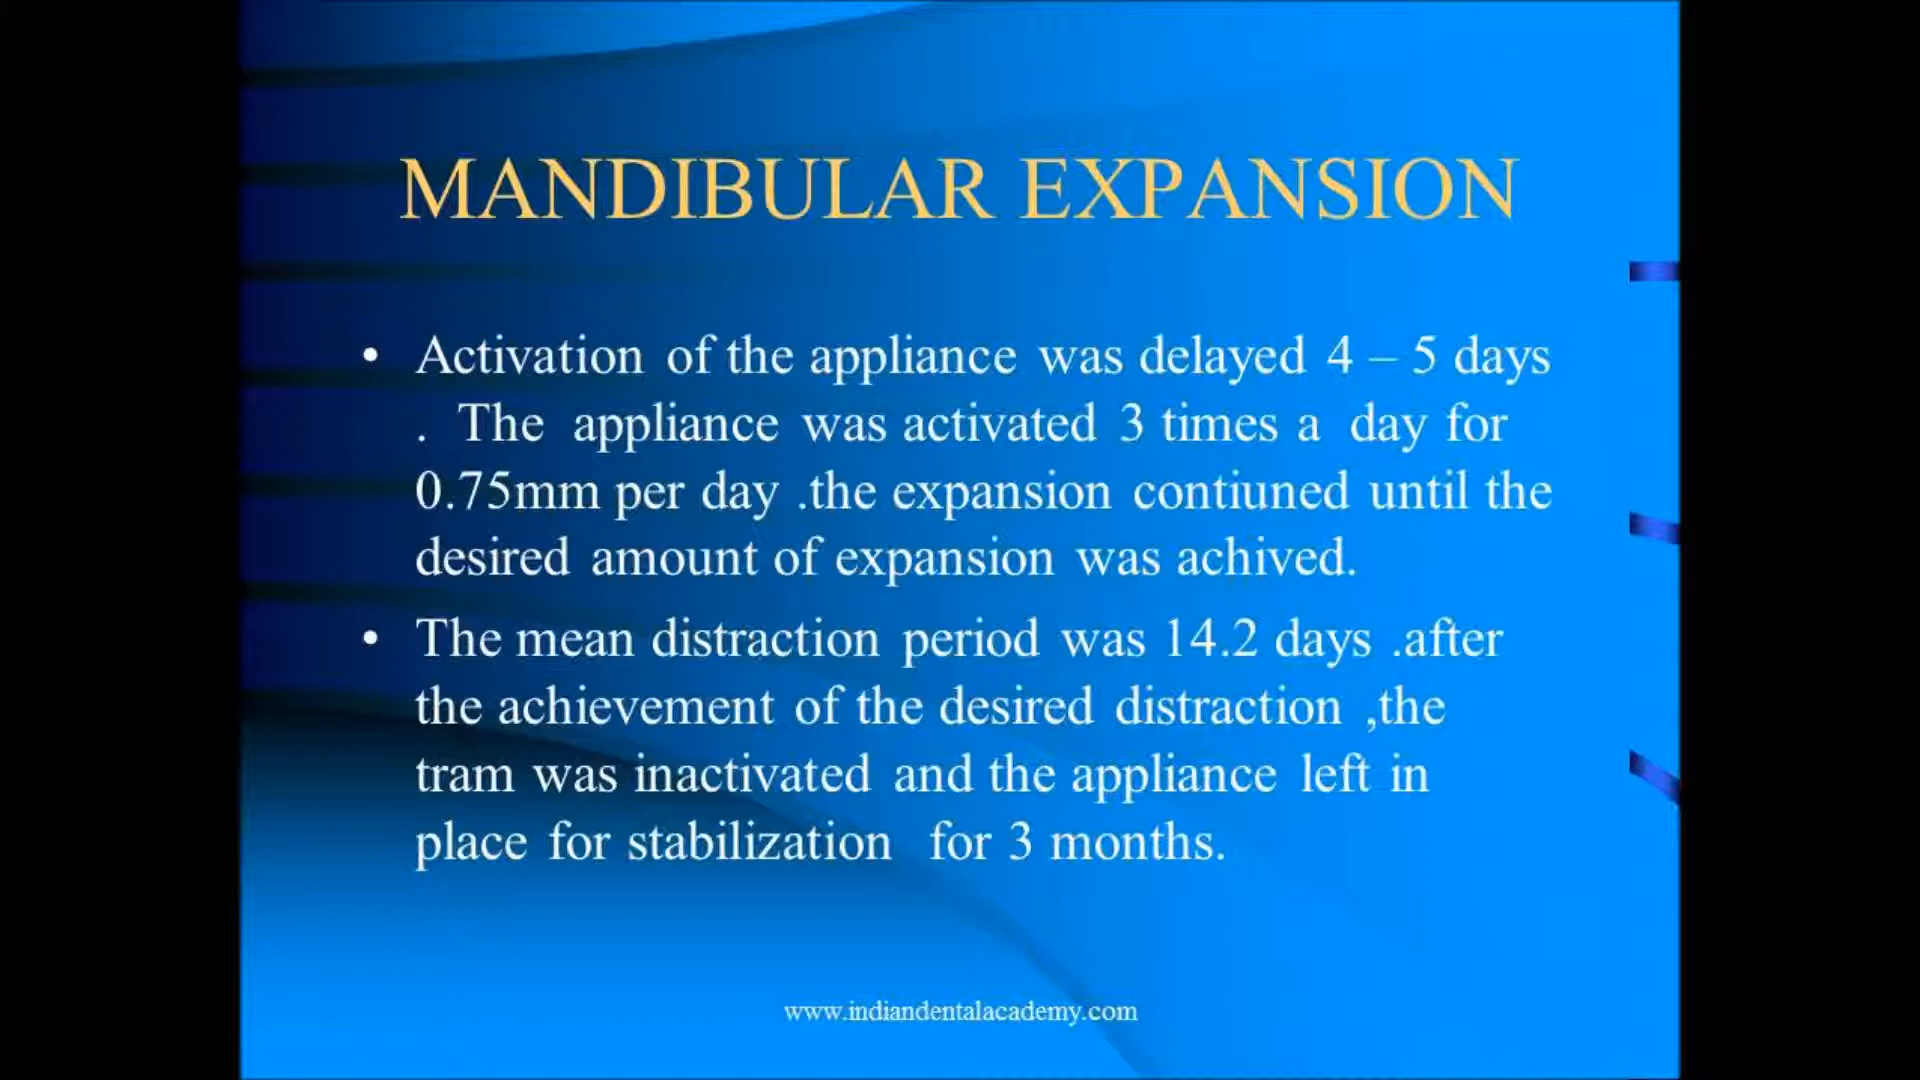 MANDIBULAR EXPANSION
• Activation of the appliance was delayed 4 – 5 days
. The appliance was activated 3 times a day for
0.75mm per day .the expansion contiuned until the
desired amount of expansion was achived.
• The mean distraction period was 14.2 days .after
the achievement of the desired distraction ,the
tram was inactivated and the appliance left in
place for stabilization for 3 months.
www.indiandentalacademy.com